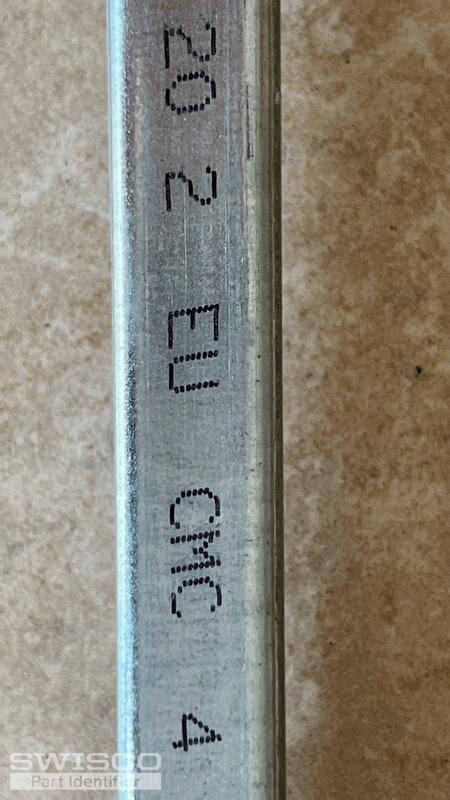 20 2 EU CMC 4
SWISCO
Part Identifier